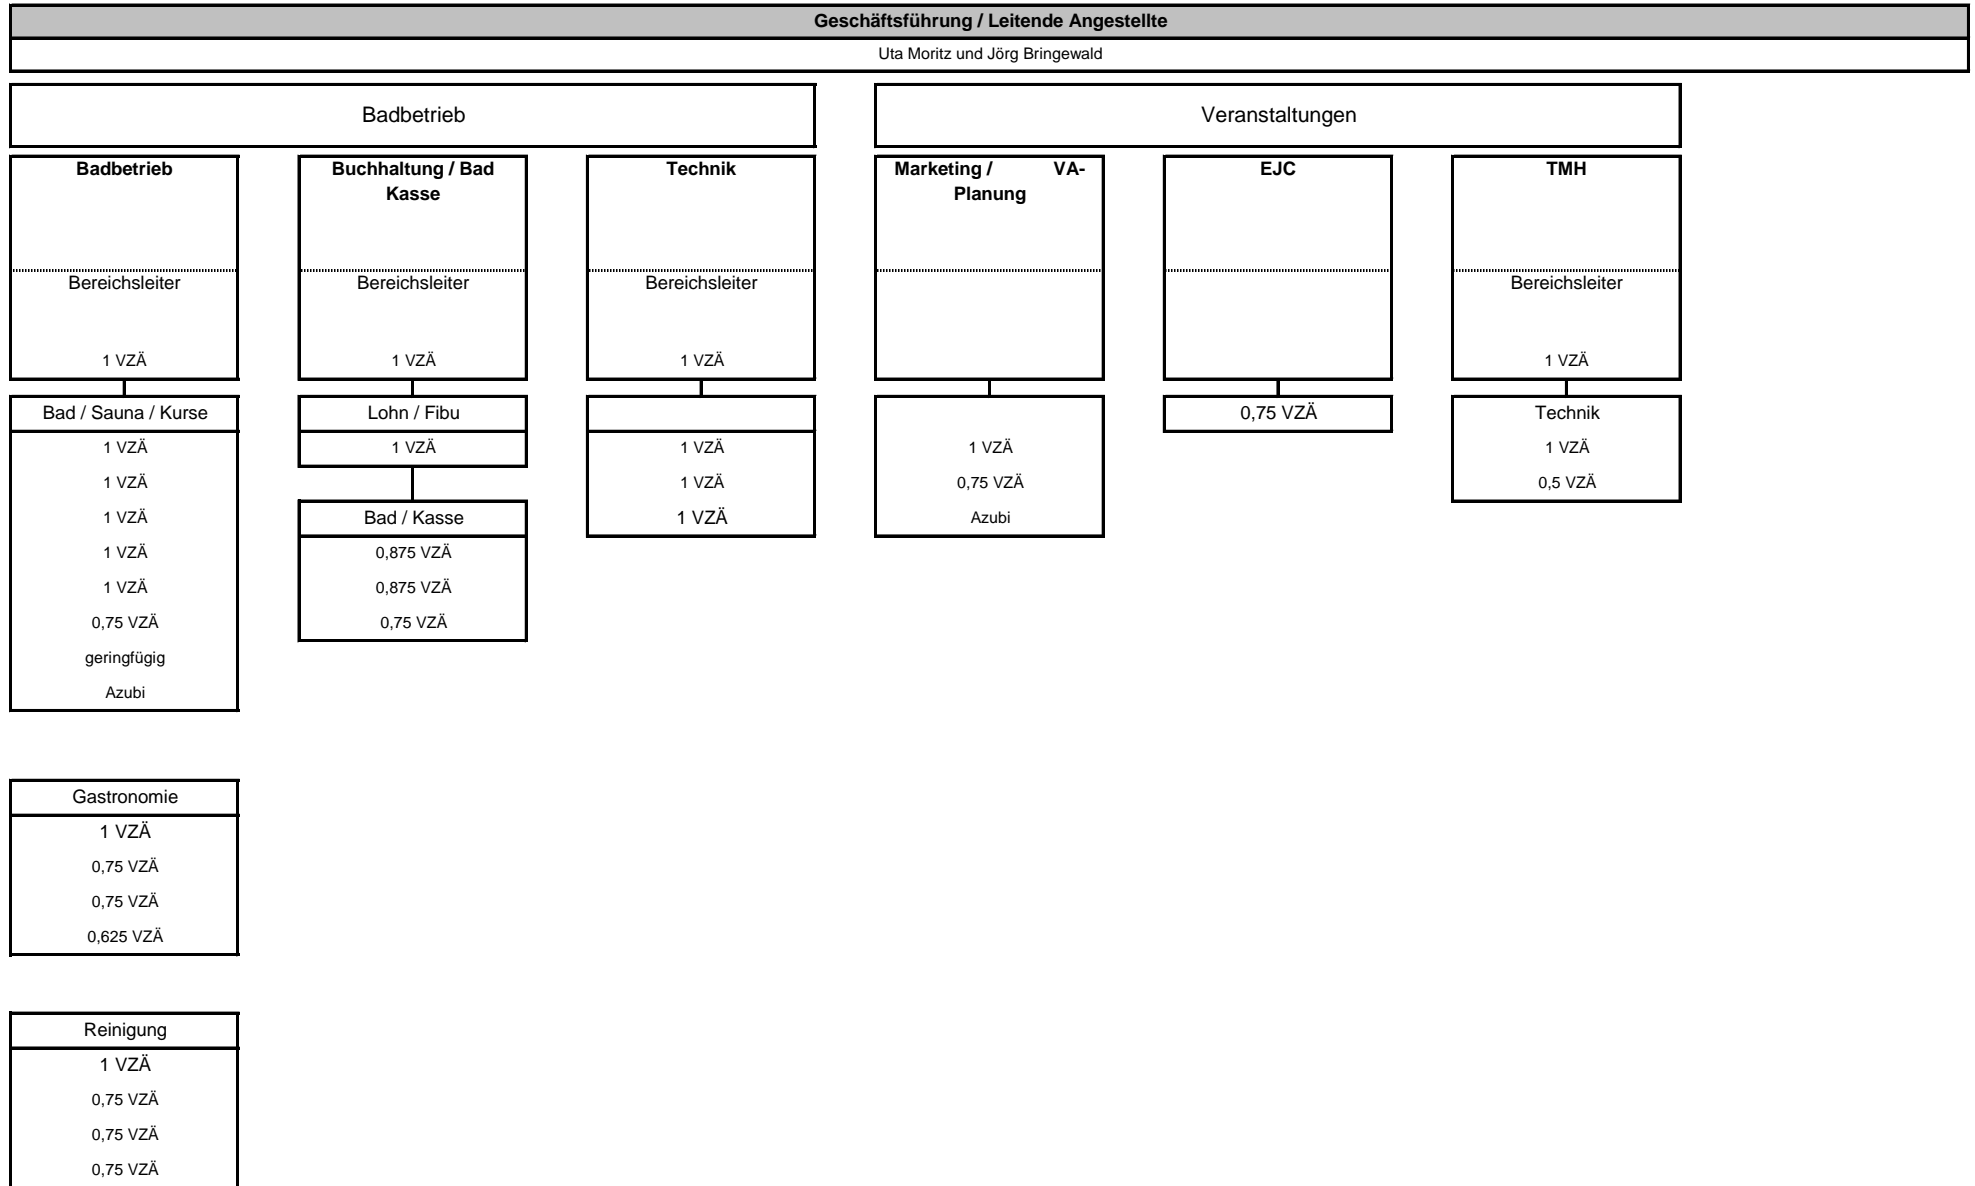 Geschäftsführung / Leitende Angestellte
Uta Moritz und Jörg Bringewald
Badbetrieb
Veranstaltungen
Badbetrieb
Bereichsleiter
1 VZÄ
Bad / Sauna / Kurse
1 VZÄ
1 VZÄ
1 VZÄ
1 VZÄ
1 VZÄ
0,75 VZÄ
geringfügig
Azubi
Gastronomie
1 VZÄ
0,75 VZÄ
0,75 VZÄ
0,625 VZÄ
Reinigung
1 VZÄ
0,75 VZÄ
0,75 VZÄ
0,75 VZÄ
Buchhaltung / Bad
Kasse
Bereichsleiter
1 VZÄ
Lohn / Fibu
1 VZÄ
Bad / Kasse
0,875 VZÄ
0,875 VZÄ
0,75 VZÄ
Technik
Bereichsleiter
1 VZÄ
1 VZÄ
1 VZÄ
1 VZÄ
Marketing / VA-
Planung
1 VZÄ
0,75 VZÄ
Azubi
EJC
0,75 VZÄ
TMH
Bereichsleiter
1 VZÄ
Technik
1 VZÄ
0,5 VZÄ